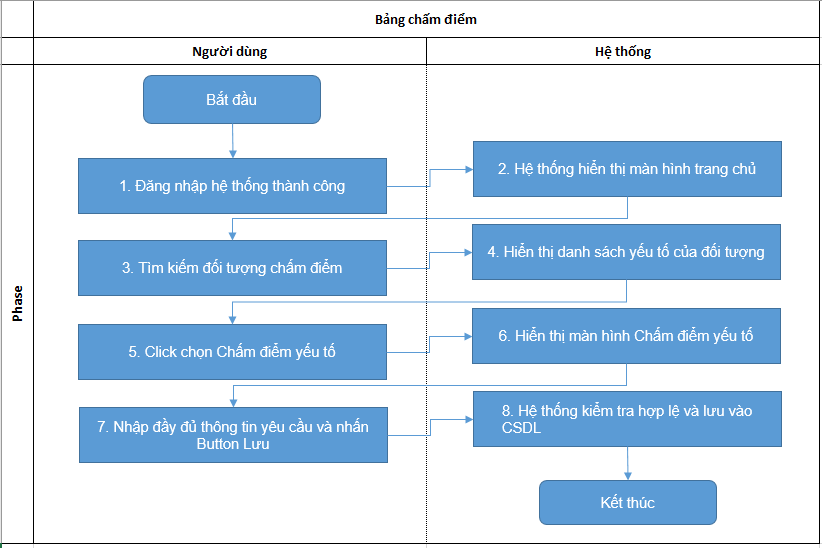 Bảng chấm điểm
Người dùng
Hệ thống
Phase
Bắt đầu
1. Đăng nhập hệ thống thành công
2. Hệ thống hiển thị màn hình trang chủ
3. Tìm kiếm đối tượng chấm điểm
4. Hiển thị danh sách yếu tố của đối tượng
5. Click chọn Chấm điểm yếu tố
6. Hiển thị màn hình Chấm điểm yếu tố
7. Nhập đầy đủ thông tin yêu cầu và nhấn
Button Lưu
8. Hệ thống kiểm tra hợp lệ và lưu vào
CSDL
Kết thúc